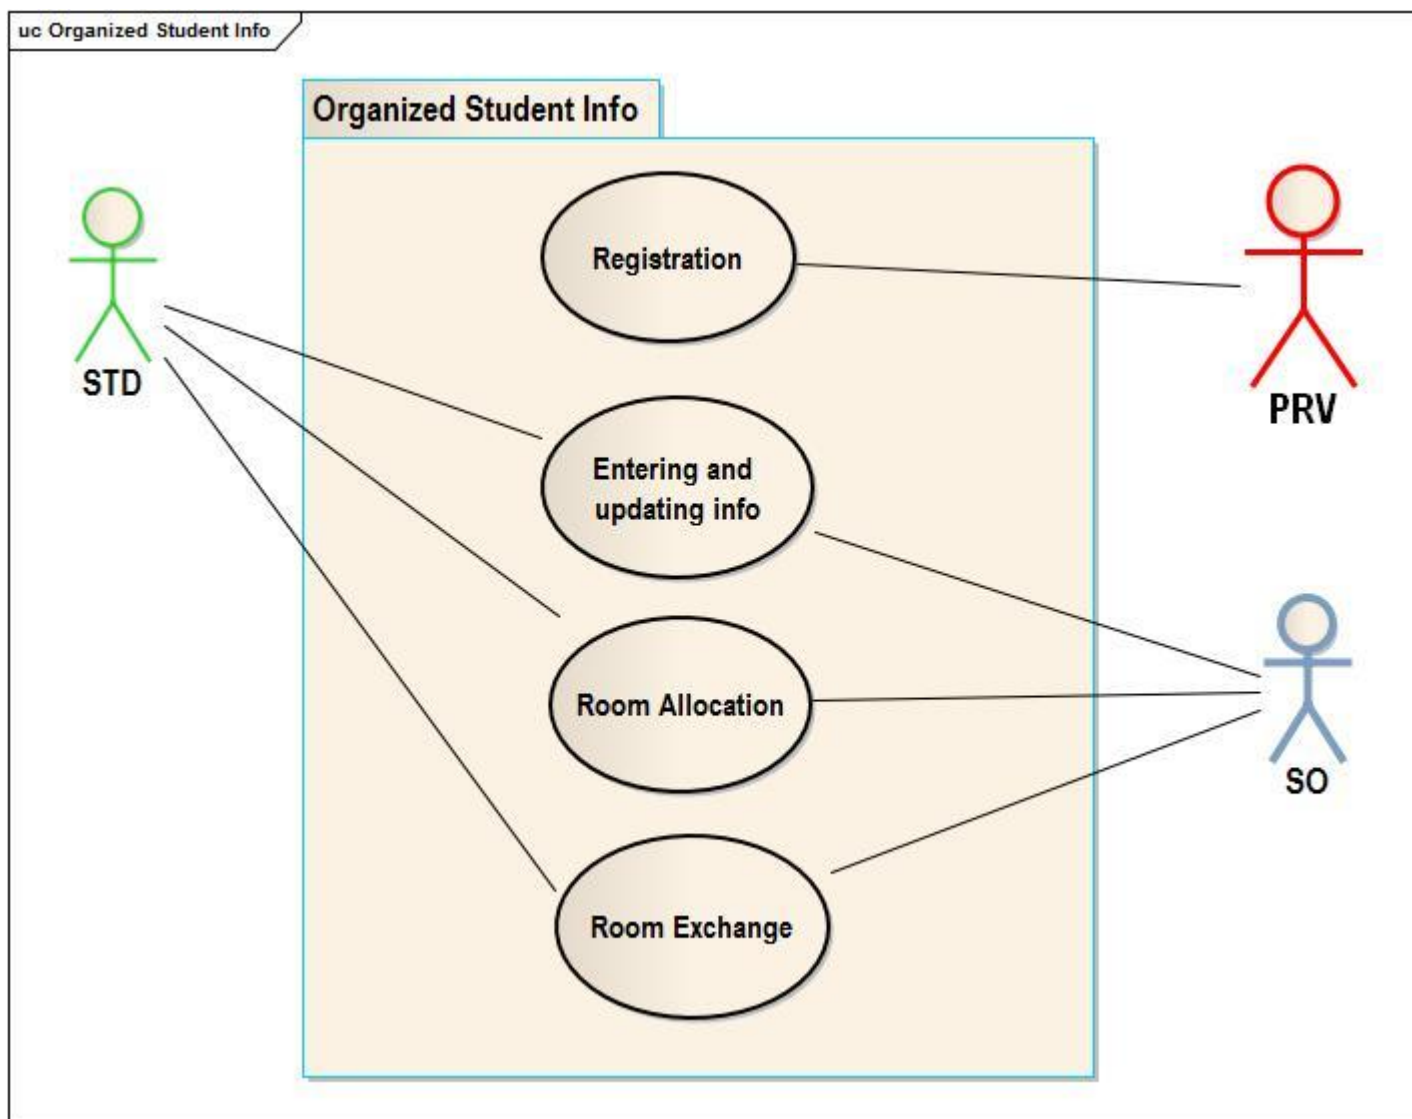 uc Organized Student Info
Organized Student Info
Registration
STD
PRV
Entering and
updating info
Room Allocation
SO
Room Exchange